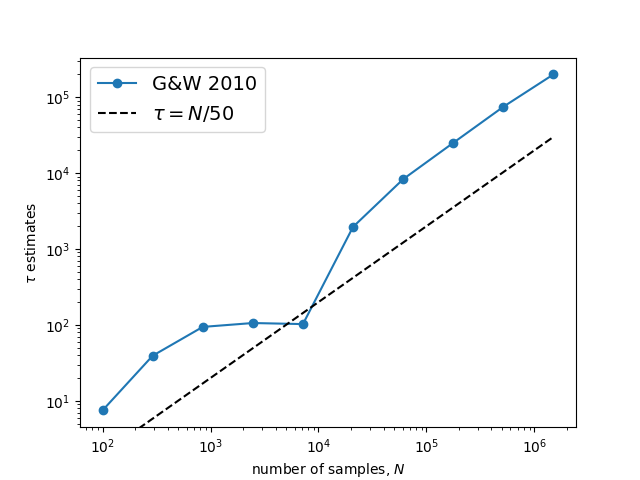 G&W 2010
τ = N/50
10⁵
10⁴
10³
10²
10¹
τ estimates
10² 10³ 10⁴ 10⁵ 10⁶
number of samples, N